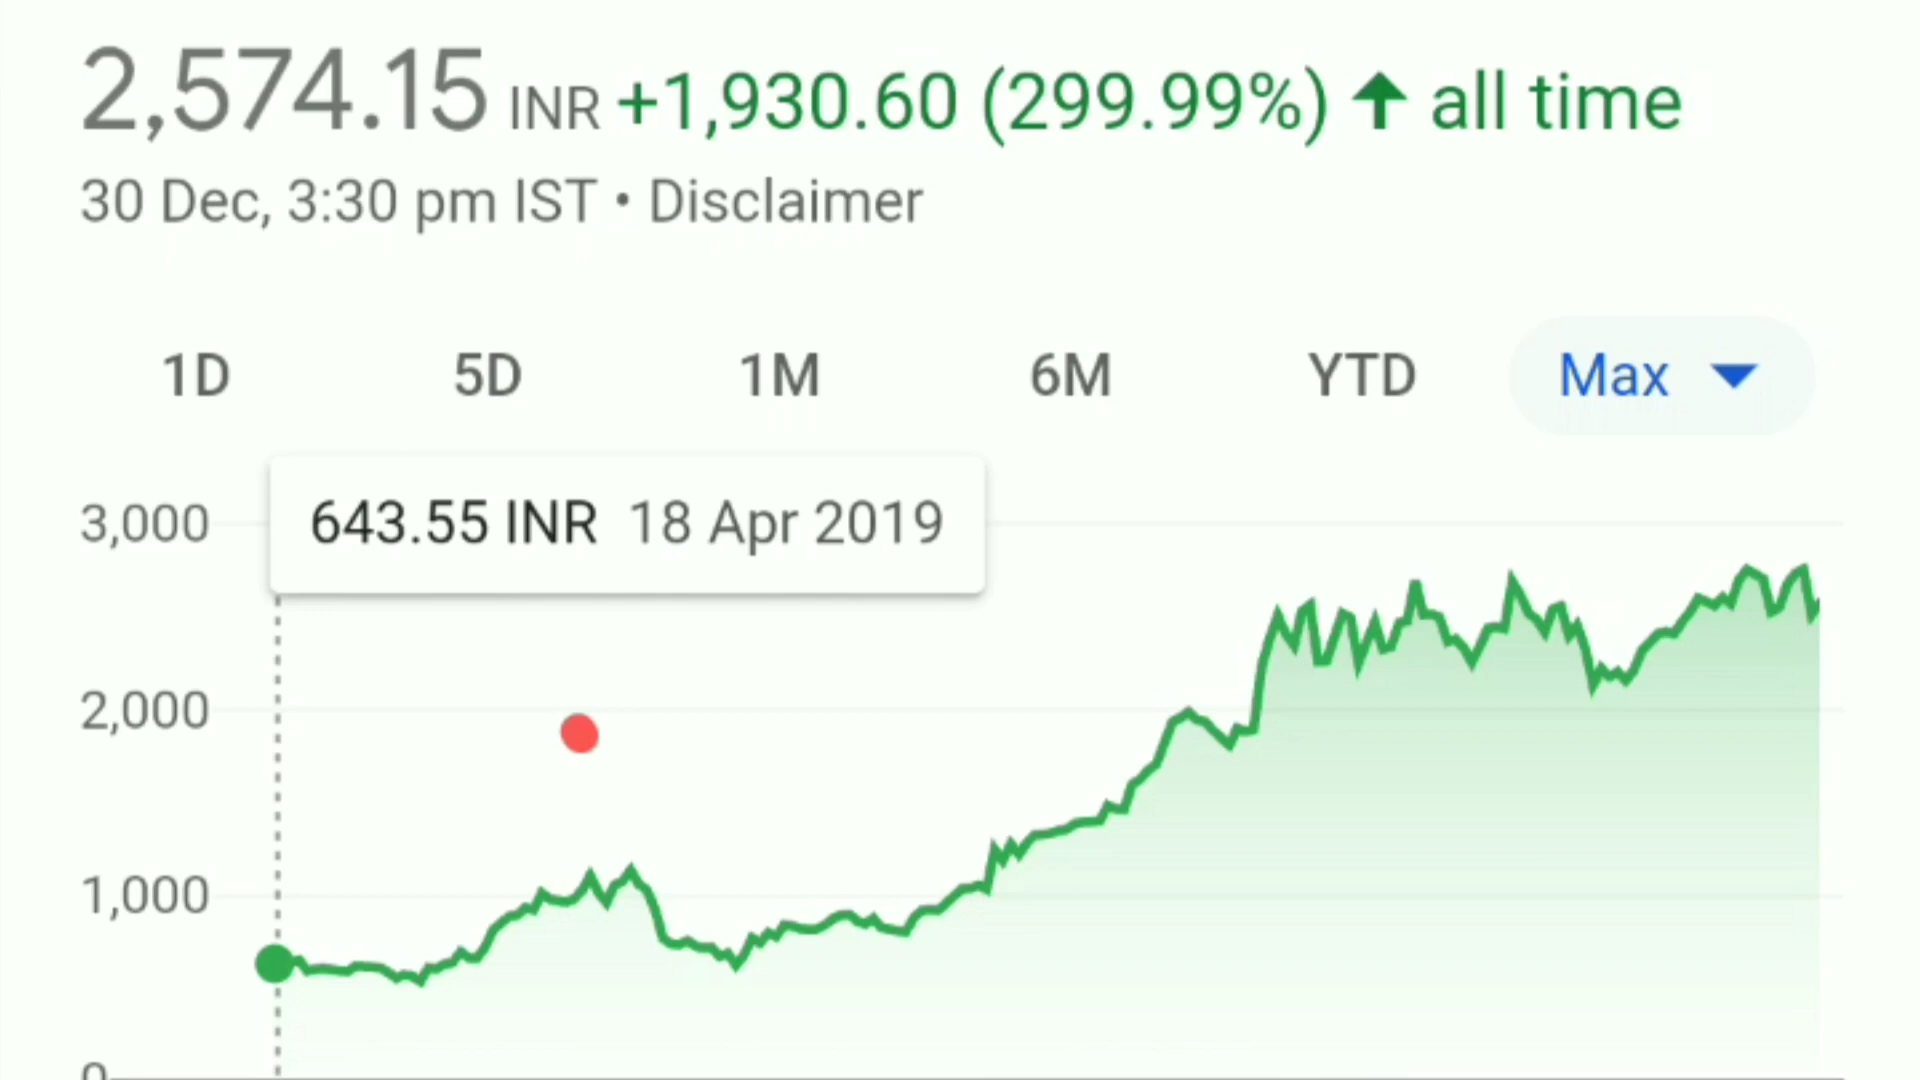 2,574.15 INR +1,930.60 (299.99%) ↑ all time
30 Dec, 3:30 pm IST • Disclaimer
1D 5D 1M 6M YTD Max
643.55 INR 18 Apr 2019
3,000
2,000
1,000
0